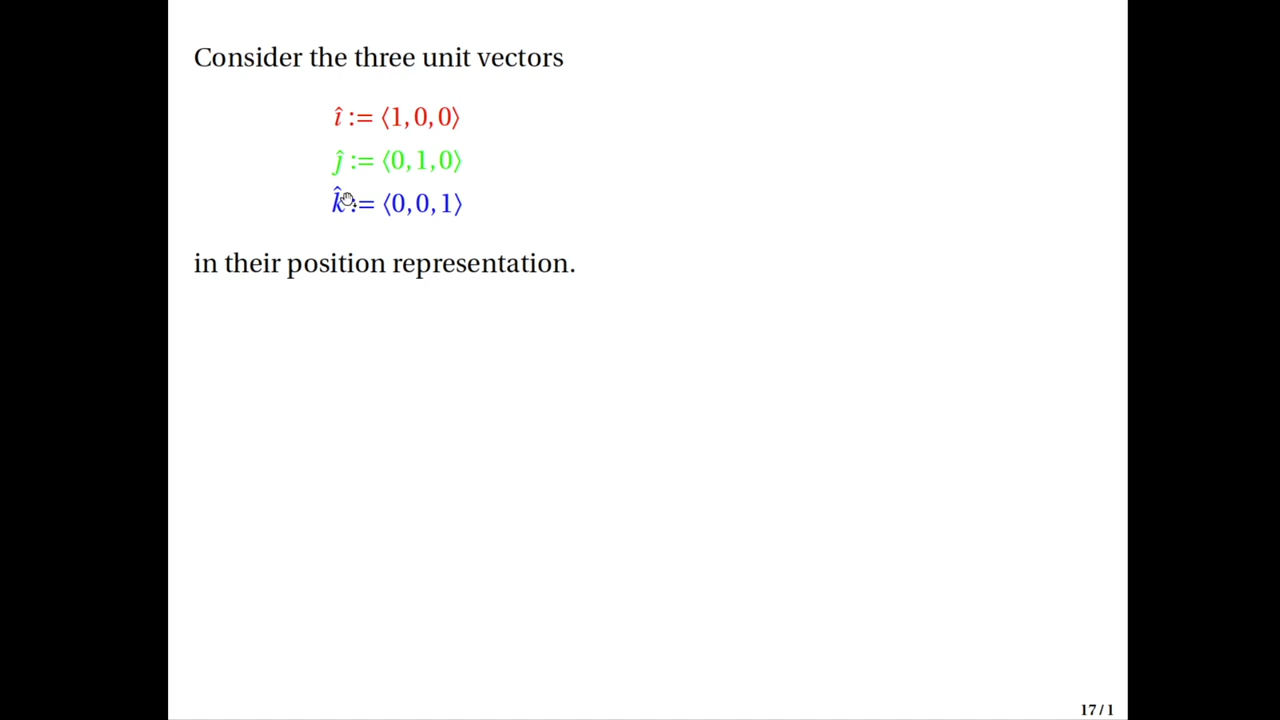 Consider the three unit vectors
î := ⟨1, 0, 0⟩
ĵ := ⟨0, 1, 0⟩
k̂ := ⟨0, 0, 1⟩
in their position representation.
17 / 1